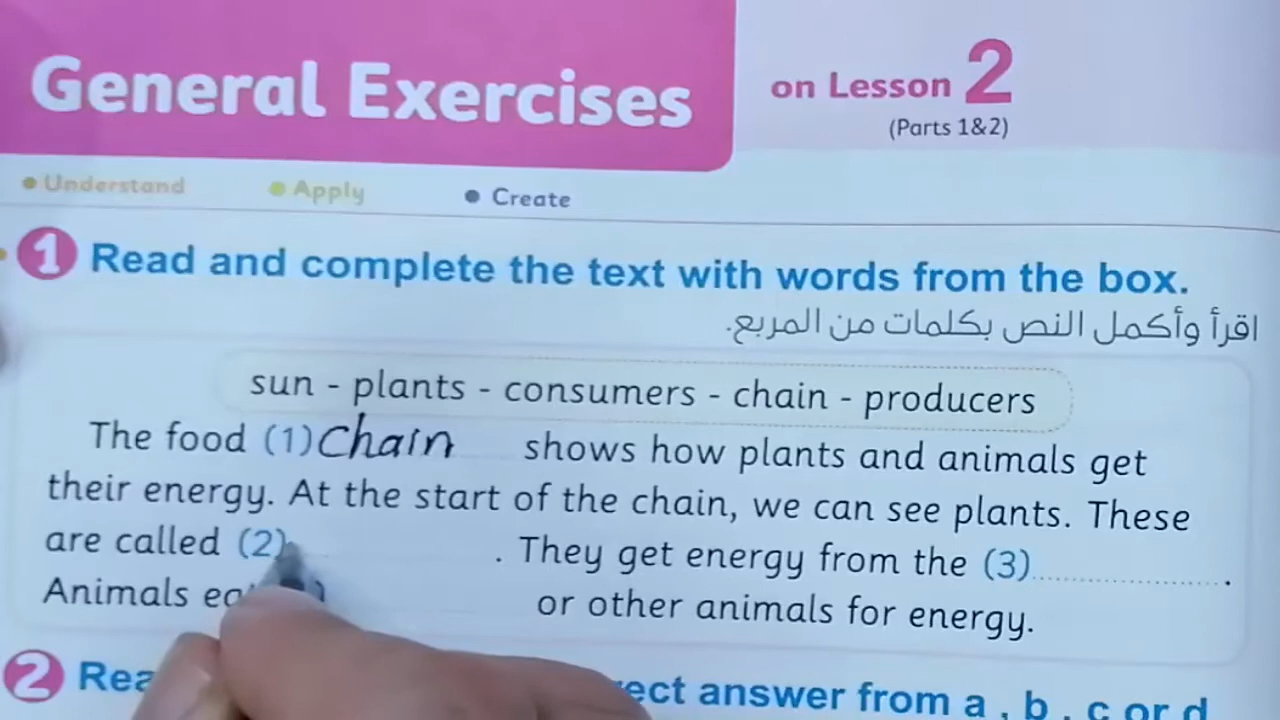 General Exercises
on Lesson 2
(Parts 1&2)
Understand
Apply
Create
1 Read and complete the text with words from the box.
اقرأ وأكمل النص بكلمات من المربع.
sun - plants - consumers - chain - producers
The food (1) Chain shows how plants and animals get
their energy. At the start of the chain, we can see plants. These
are called (2) . They get energy from the (3) .
Animals or other animals for energy.
2 answer from a , b , c or d